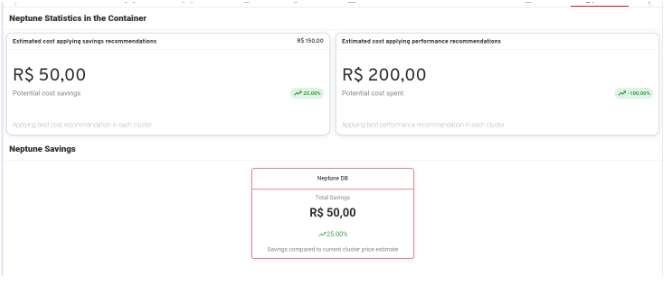 Neptune Statistics in the Container
Estimated cost applying savings recommendations
R$ 150,00
R$ 50,00
Potential cost savings
25.00%
Applying best cost recommendation in each cluster
Estimated cost applying performance recommendations
R$ 200,00
Potential cost spent
-100.00%
Applying best performance recommendation in each cluster
Neptune Savings
Neptune DB
Total Savings
R$ 50,00
25.00%
Savings compared to current cluster price estimate